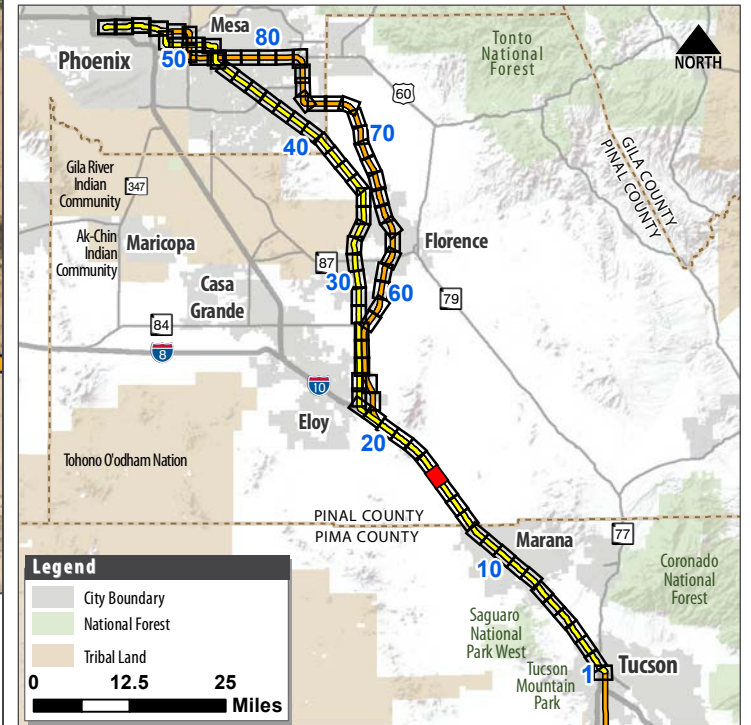 Mesa
80
Tonto
National
Forest
NORTH
Phoenix
50
60
70
40
GILA COUNTY
PINAL COUNTY
Gila River
Indian
Community
347
Ak-Chin
Indian
Community
Maricopa
87
Florence
30
60
79
Casa
Grande
84
8
10
Eloy
20
Tohono O'odham Nation
PINAL COUNTY
PIMA COUNTY
Marana
77
10
Coronado
National
Forest
Saguaro
National
Park West
Tucson
Mountain
Park
1
Tucson
Legend
City Boundary
National Forest
Tribal Land
0 12.5 25
Miles